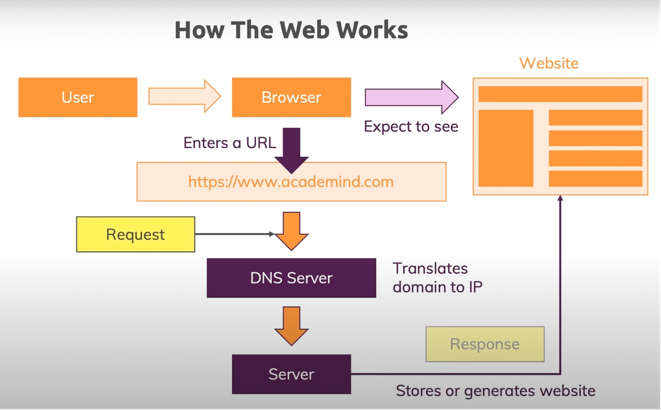 How The Web Works
Website
User
Browser
Expect to see
Enters a URL
https://www.academind.com
Request
DNS Server
Translates
domain to IP
Response
Server
Stores or generates website